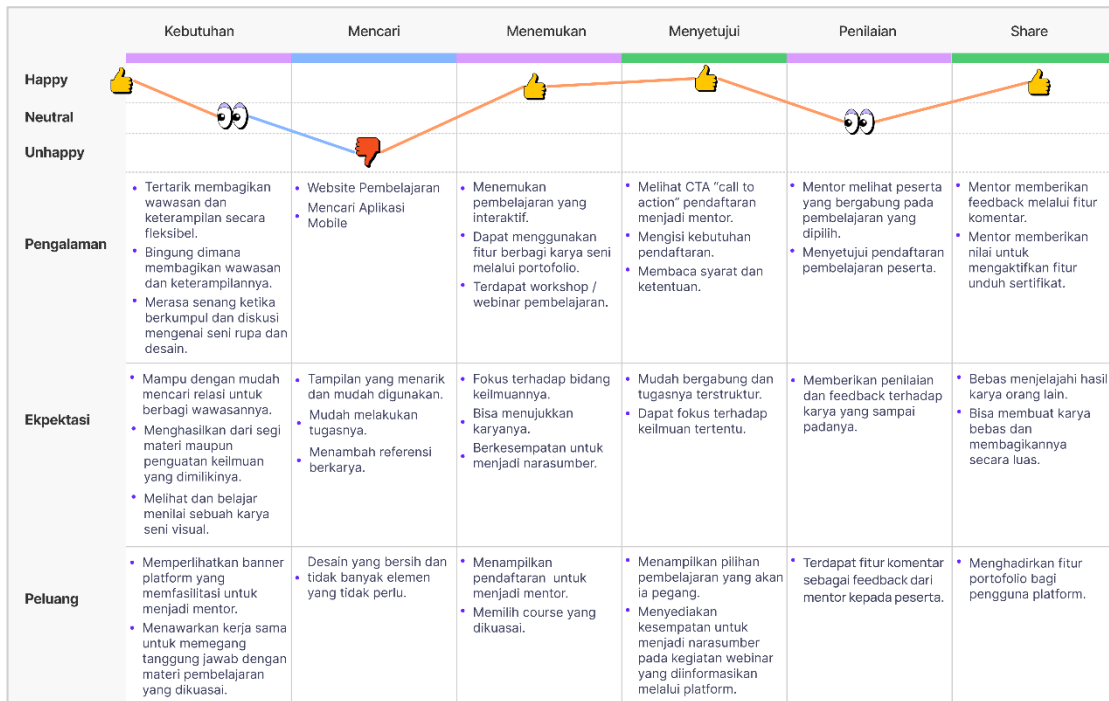 Kebutuhan
Mencari
Menemukan
Menyetujui
Penilaian
Share
Happy
Neutral
Unhappy
Pengalaman
Tertarik membagikan
wawasan dan
keterampilan secara
fleksibel.
Bingung dimana
membagikan wawasan
dan keterampilannya.
Merasa senang ketika
berkumpul dan diskusi
mengenai seni rupa dan
desain.
Website Pembelajaran
Mencari Aplikasi
Mobile
Menemukan
pembelajaran yang
interaktif.
Dapat menggunakan
fitur berbagi karya seni
melalui portofolio.
Terdapat workshop /
webinar pembelajaran.
Melihat CTA “call to
action” pendaftaran
menjadi mentor.
Mengisi kebutuhan
pendaftaran.
Membaca syarat dan
ketentuan.
Mentor melihat peserta
yang bergabung pada
pembelajaran yang
dipilih.
Menyetujui pendaftaran
pembelajaran peserta.
Mentor memberikan
feedback melalui fitur
komentar.
Mentor memberikan
nilai untuk
mengaktifkan fitur
unduh sertifikat.
Ekpektasi
Mampu dengan mudah
mencari relasi untuk
berbagi wawasannya.
Menghasilkan dari segi
materi maupun
penguatan keilmuan
yang dimilikinya.
Melihat dan belajar
menilai sebuah karya
seni visual.
Tampilan yang menarik
dan mudah digunakan.
Mudah melakukan
tugasnya.
Menambah referensi
berkarya.
Fokus terhadap bidang
keilmuannya.
Bisa menujukkan
karyanya.
Berkesempatan untuk
menjadi narasumber.
Mudah bergabung dan
tugasnya terstruktur.
Dapat fokus terhadap
keilmuan tertentu.
Memberikan penilaian
dan feedback terhadap
karya yang sampai
padanya.
Bebas menjelajahi hasil
karya orang lain.
Bisa membuat karya
bebas dan
membagikannya
secara luas.
Peluang
Memperlihatkan banner
platform yang
memfasilitasi untuk
menjadi mentor.
Menawarkan kerja sama
untuk memegang
tanggung jawab dengan
materi pembelajaran
yang dikuasai.
Desain yang bersih dan
tidak banyak elemen
yang tidak perlu.
Menampilkan
pendaftaran untuk
menjadi mentor.
Memilih course yang
dikuasai.
Menampilkan pilihan
pembelajaran yang akan
ia pegang.
Menyediakan
kesempatan untuk
menjadi narasumber
pada kegiatan webinar
yang diinformasikan
melalui platform.
Terdapat fitur komentar
sebagai feedback dari
mentor kepada peserta.
Menghadirkan fitur
portofolio bagi
pengguna platform.